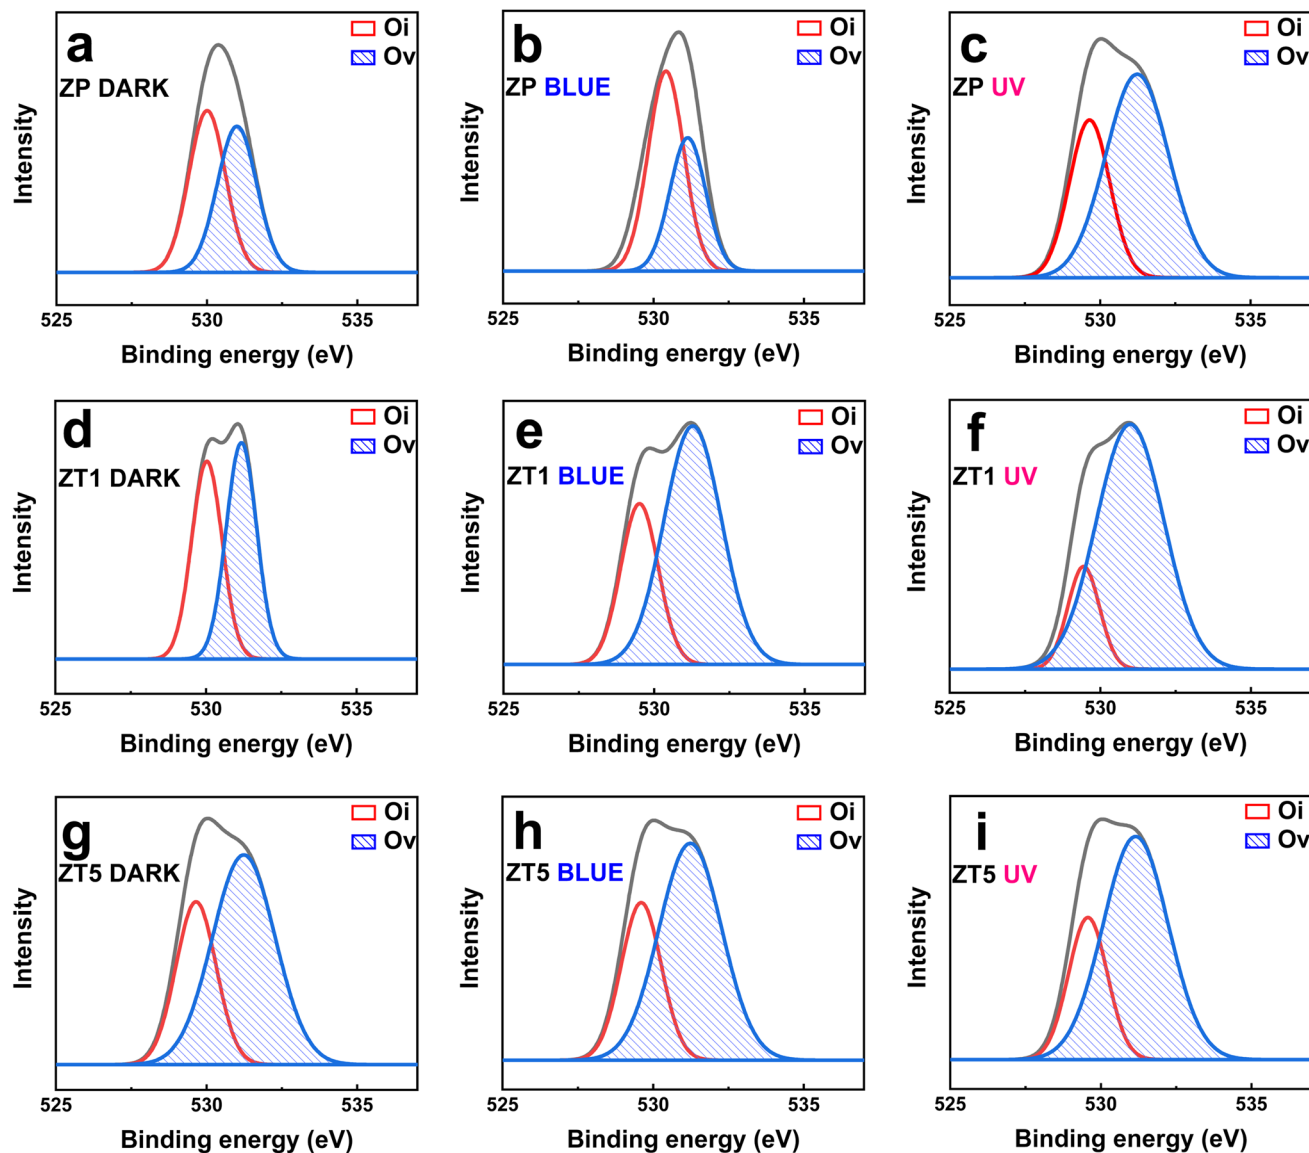 a
ZP DARK
Oi
Ov
Intensity
525 530 535
Binding energy (eV)
b
ZP BLUE
Oi
Ov
Intensity
525 530 535
Binding energy (eV)
c
ZP UV
Oi
Ov
Intensity
525 530 535
Binding energy (eV)
d
ZT1 DARK
Oi
Ov
Intensity
525 530 535
Binding energy (eV)
e
ZT1 BLUE
Oi
Ov
Intensity
525 530 535
Binding energy (eV)
f
ZT1 UV
Oi
Ov
Intensity
525 530 535
Binding energy (eV)
g
ZT5 DARK
Oi
Ov
Intensity
525 530 535
Binding energy (eV)
h
ZT5 BLUE
Oi
Ov
Intensity
525 530 535
Binding energy (eV)
i
ZT5 UV
Oi
Ov
Intensity
525 530 535
Binding energy (eV)